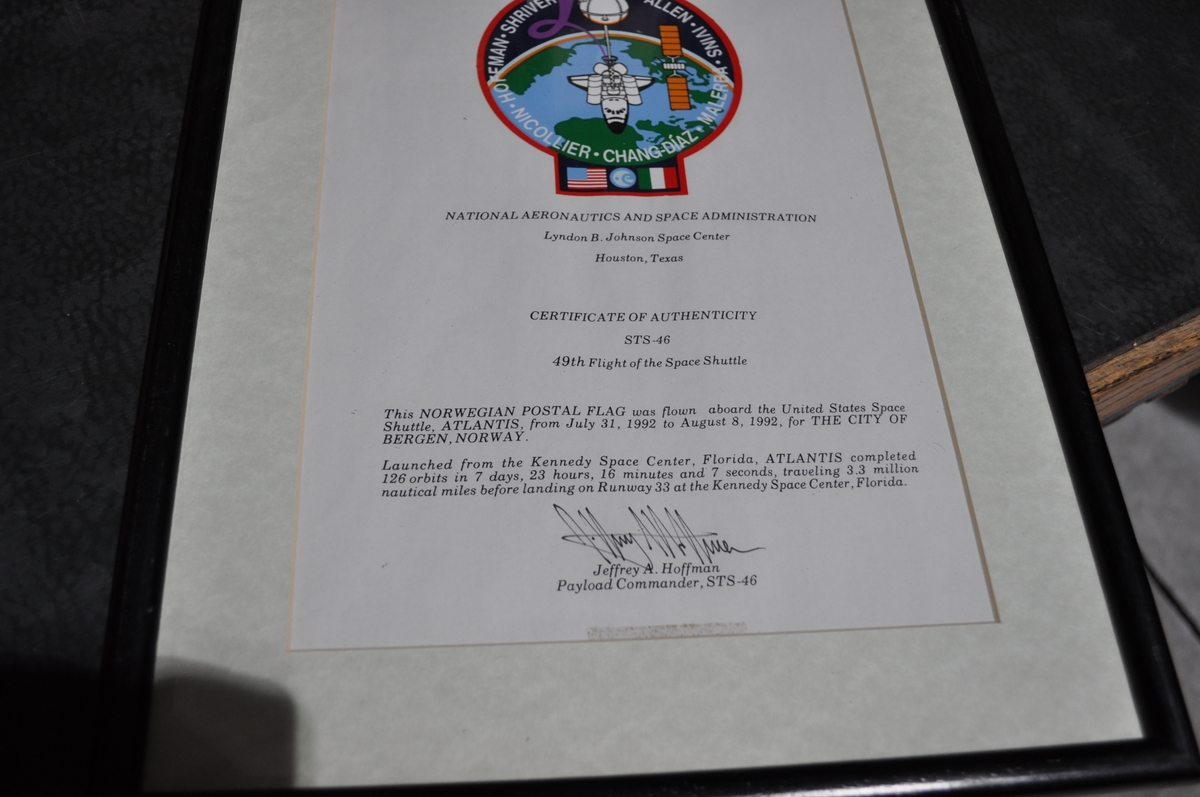 SHRIVER • ALLEN • IVINS •
HOFFMAN • NICOLLIER • CHANG-DÍAZ • MALERBA
NATIONAL AERONAUTICS AND SPACE ADMINISTRATION
Lyndon B. Johnson Space Center
Houston, Texas
CERTIFICATE OF AUTHENTICITY
STS-46
49th Flight of the Space Shuttle
This NORWEGIAN POSTAL FLAG was flown aboard the United States Space
Shuttle, ATLANTIS, from July 31, 1992 to August 8, 1992, for THE CITY OF
BERGEN, NORWAY.
Launched from the Kennedy Space Center, Florida, ATLANTIS completed
126 orbits in 7 days, 23 hours, 16 minutes and 7 seconds, traveling 3.3 million
nautical miles before landing on Runway 33 at the Kennedy Space Center, Florida.
Jeffrey A. Hoffman
Payload Commander, STS-46